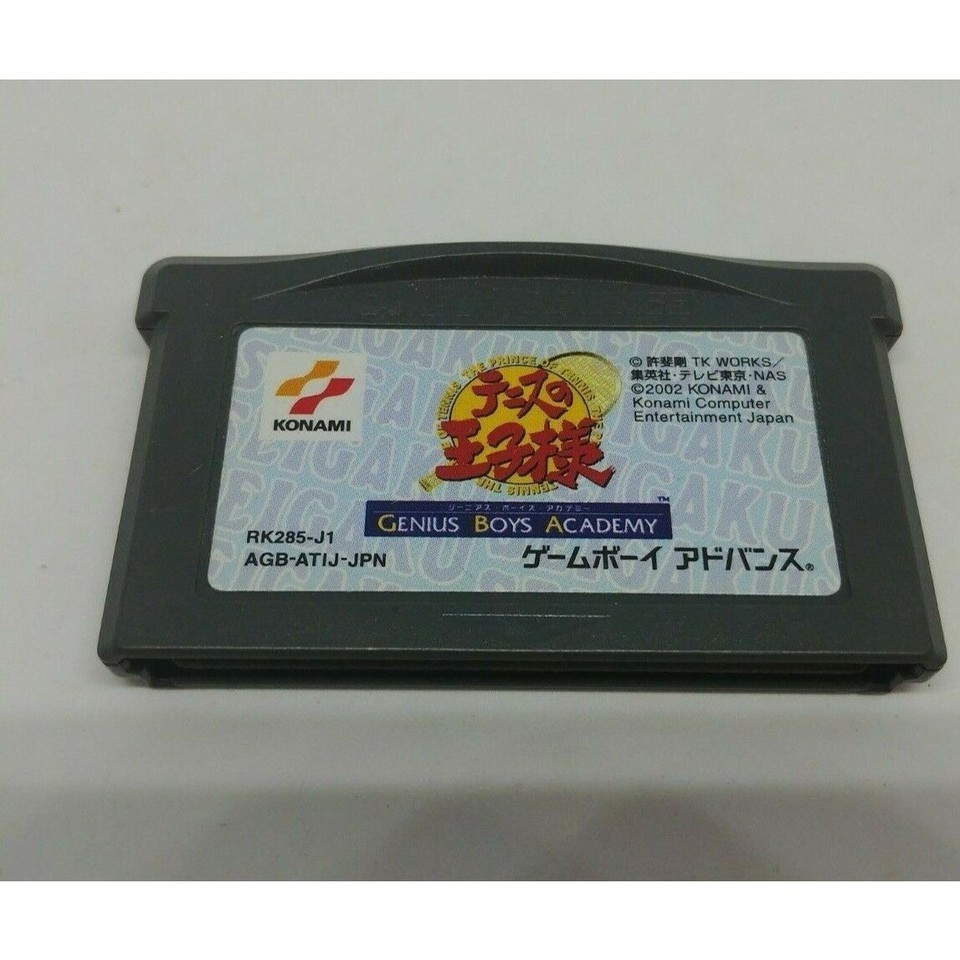 KONAMI
THE PRINCE OF TENNIS
テニスの
王子様
ジーニアス・ボーイズ・アカデミー
GENIUS BOYS ACADEMY
TM
© 許斐剛 TK WORKS/
集英社・テレビ東京・NAS
©2002 KONAMI &
Konami Computer
Entertainment Japan
RK285-J1
AGB-ATIJ-JPN
ゲームボーイ アドバンス®
SEIGAKU